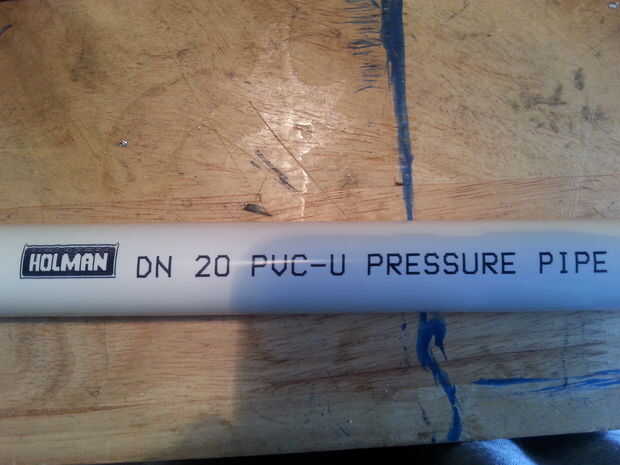 HOLMAN DN 20 PVC-U PRESSURE PIPE